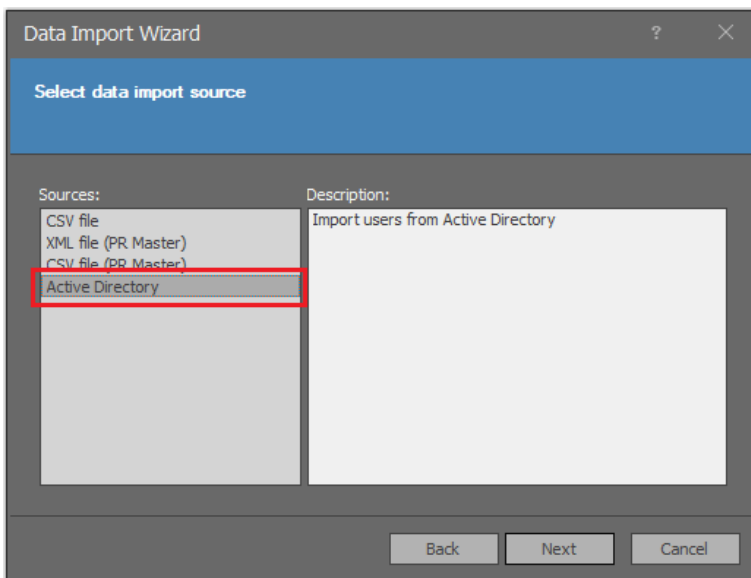 Data Import Wizard ?
Select data import source
Sources:
CSV file
XML file (PR Master)
CSV file (PR Master)
Active Directory
Description:
Import users from Active Directory
Back
Next
Cancel